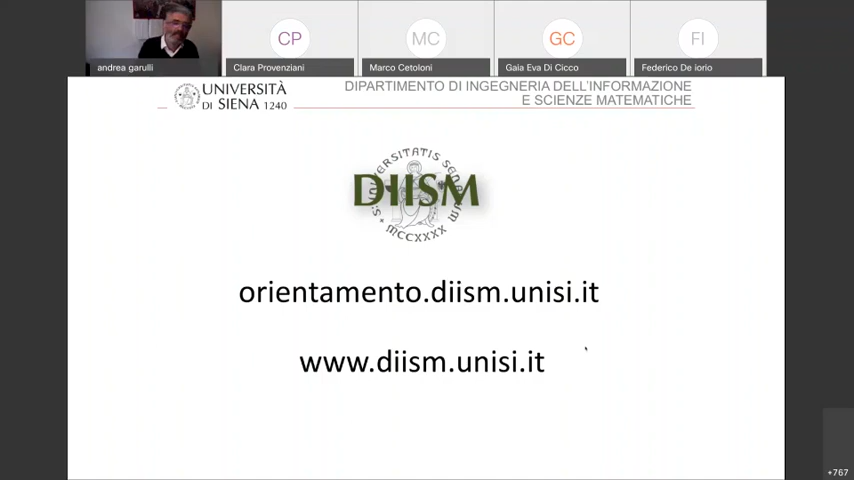 CP
MC
GC
FI
andrea garulli
Clara Provenziani
Marco Cetoloni
Gaia Eva Di Cicco
Federico De iorio
UNIVERSITÀ
DI SIENA 1240
DIPARTIMENTO DI INGEGNERIA DELL'INFORMAZIONE
E SCIENZE MATEMATICHE
DIISM
MCCXXXX
orientamento.diism.unisi.it
www.diism.unisi.it
+767